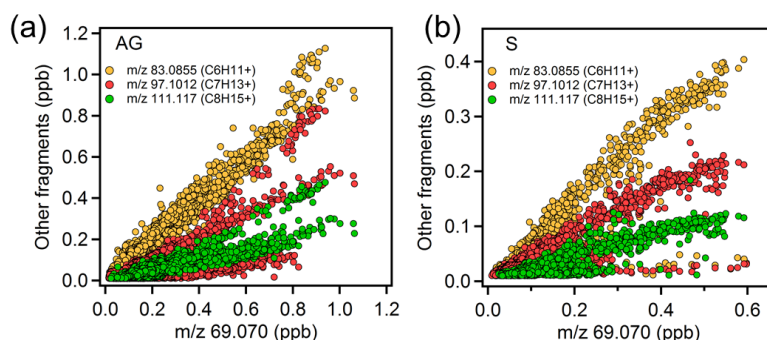 (a)
AG
m/z 83.0855 (C6H11+)
m/z 97.1012 (C7H13+)
m/z 111.117 (C8H15+)
Other fragments (ppb)
1.2
1.0
0.8
0.6
0.4
0.2
0.0
0.0 0.2 0.4 0.6 0.8 1.0 1.2
m/z 69.070 (ppb)
(b)
S
m/z 83.0855 (C6H11+)
m/z 97.1012 (C7H13+)
m/z 111.117 (C8H15+)
Other fragments (ppb)
0.4
0.3
0.2
0.1
0.0
0.0 0.2 0.4 0.6
m/z 69.070 (ppb)